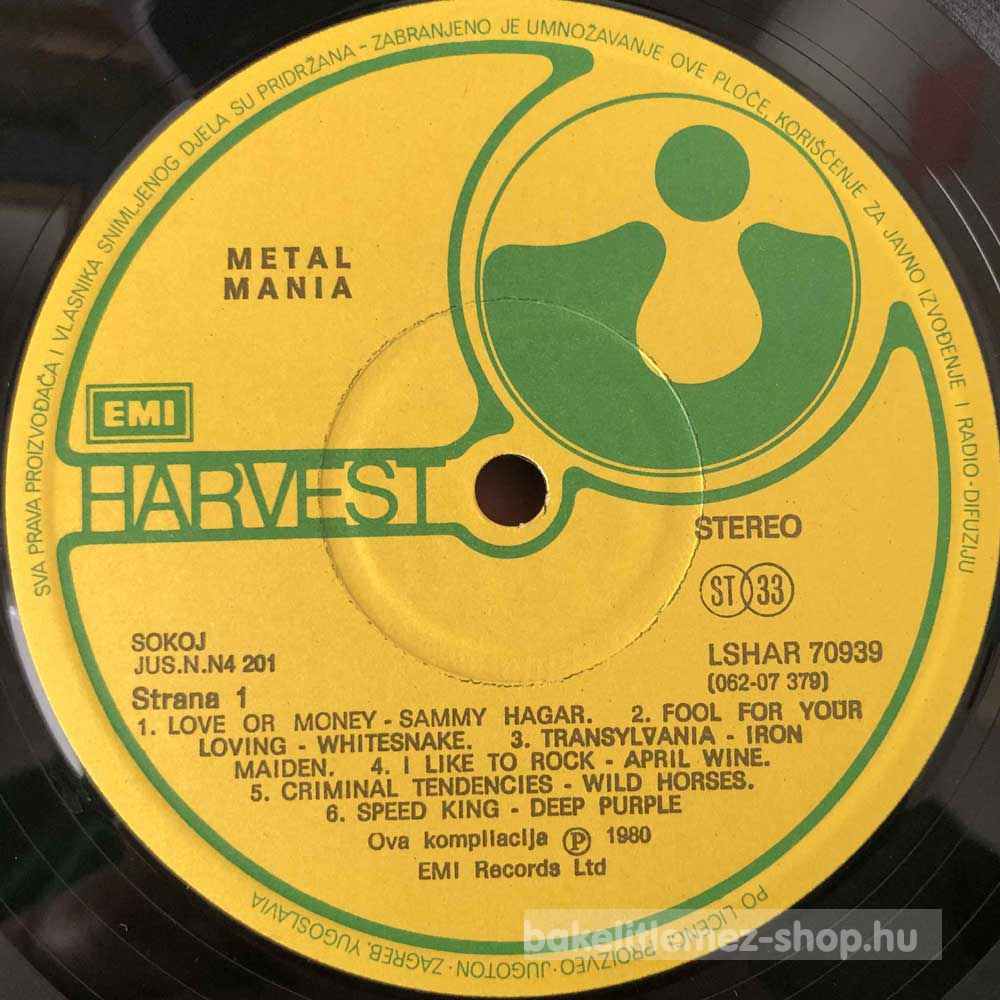 SVA PRAVA PROIZVOĐAČA I VLASNIKA SNIMLJENOG DJELA SU PRIDRŽANA - ZABRANJENO JE UMNOŽAVANJE OVE PLOČE, KORIŠĆENJE ZA JAVNO IZVOĐENJE I RADIO-DIFUZIJU
METAL
MANIA
EMI
HARVEST
STEREO
ST 33
SOKOJ
JUS.N.N4 201
LSHAR 70939
(062-07 379)
Strana 1
1. LOVE OR MONEY - SAMMY HAGAR. 2. FOOL FOR YOUR
LOVING - WHITESNAKE. 3. TRANSYLVANIA - IRON
MAIDEN. 4. I LIKE TO ROCK - APRIL WINE.
5. CRIMINAL TENDENCIES - WILD HORSES.
6. SPEED KING - DEEP PURPLE
Ova kompilacija Ⓟ 1980
EMI Records Ltd
PO LICENCI PROIZVEO · JUGOTON · ZAGREB, YUGOSLAVIA
bakelitlemez-shop.hu